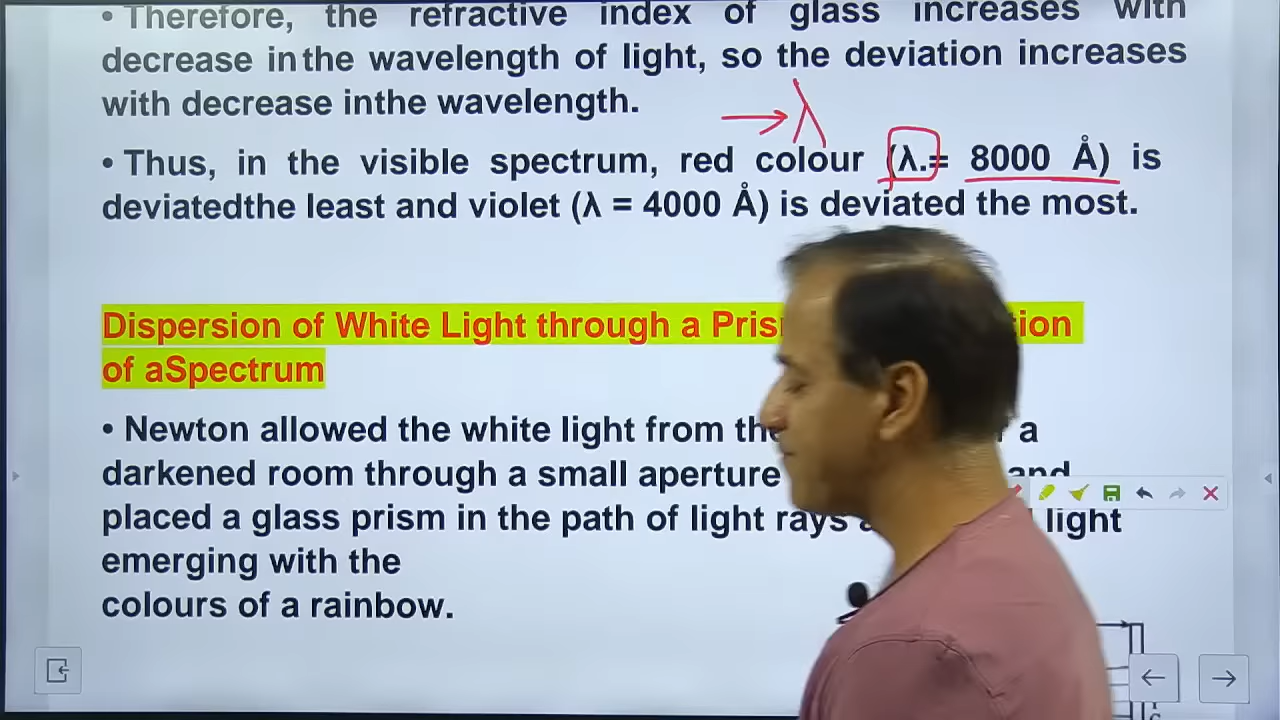 • Therefore, the refractive index of glass increases with
decrease inthe wavelength of light, so the deviation increases
with decrease inthe wavelength.
→ λ
• Thus, in the visible spectrum, red colour (λ.= 8000 Å) is
deviatedthe least and violet (λ = 4000 Å) is deviated the most.
Dispersion of White Light through a
of aSpectrum
• Newton allowed the white light from a
darkened room through a small aperture and
placed a glass prism in the path of light rays light
emerging with the
colours of a rainbow.